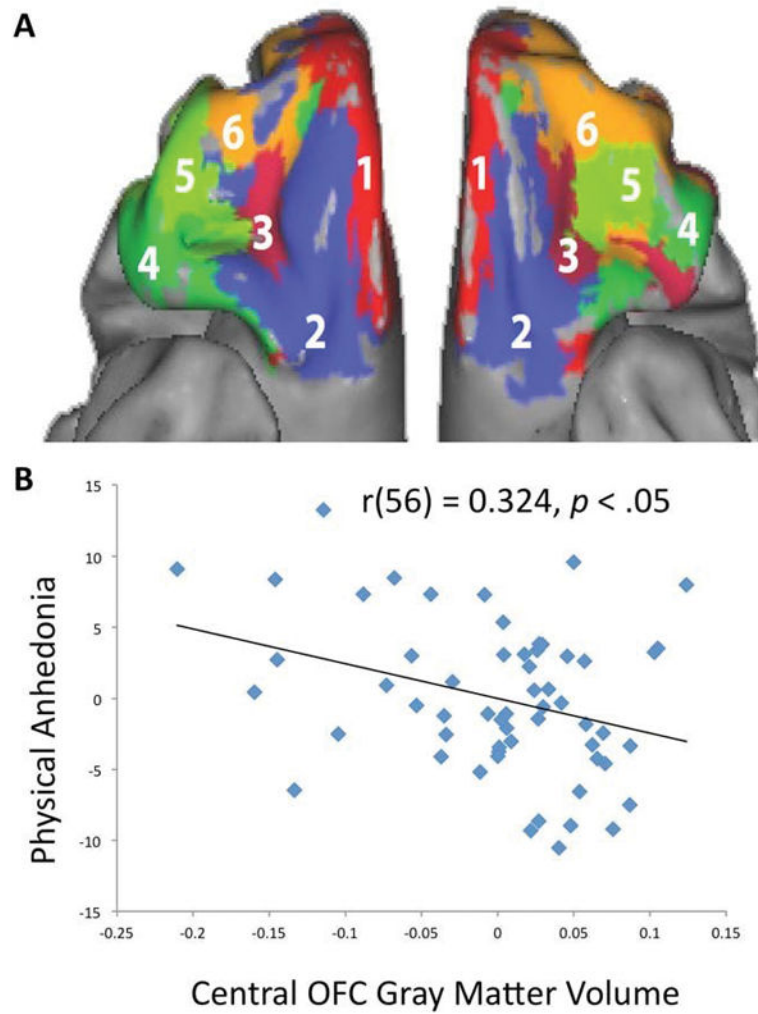 A
6 6
5 1 1 5
4 3 3 4
2 2
B
r(56) = 0.324, p < .05
15
10
5
0
-5
-10
-15
Physical Anhedonia
-0.25 -0.2 -0.15 -0.1 -0.05 0 0.05 0.1 0.15
Central OFC Gray Matter Volume